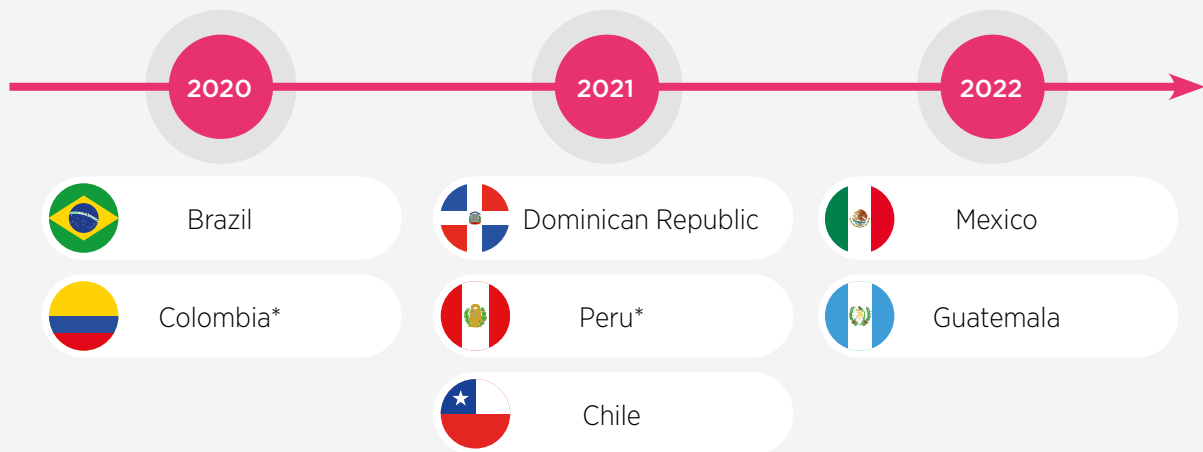 2020
2021
2022
Brazil
Dominican Republic
Mexico
Colombia*
Peru*
Guatemala
Chile